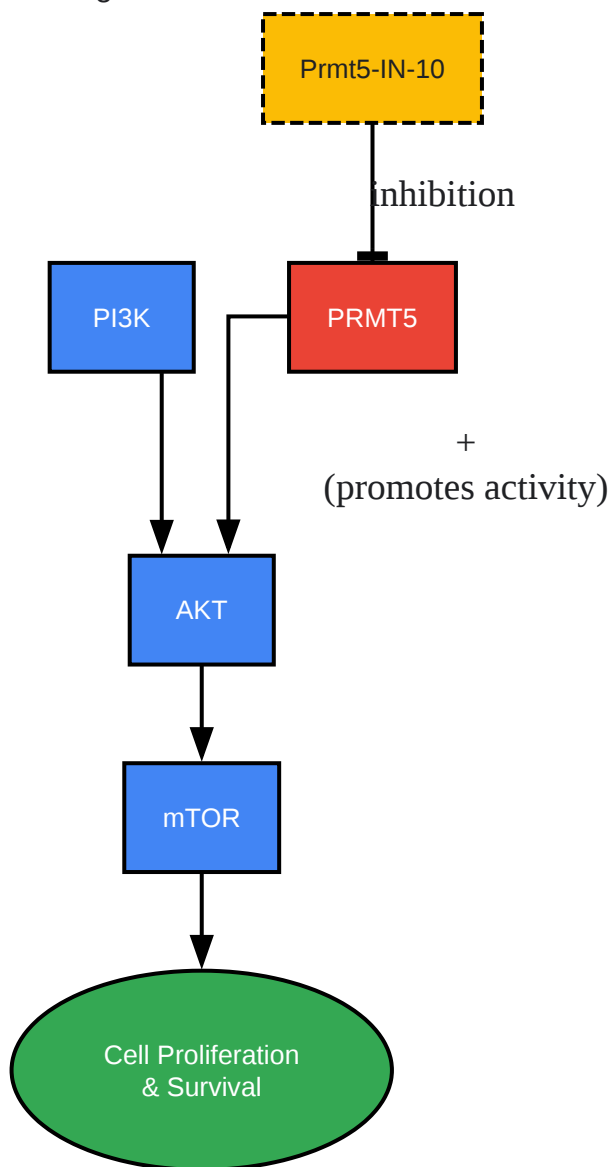 Prmt5-IN-10
inhibition
PI3K
PRMT5
+
(promotes activity)
AKT
mTOR
Cell Proliferation
& Survival